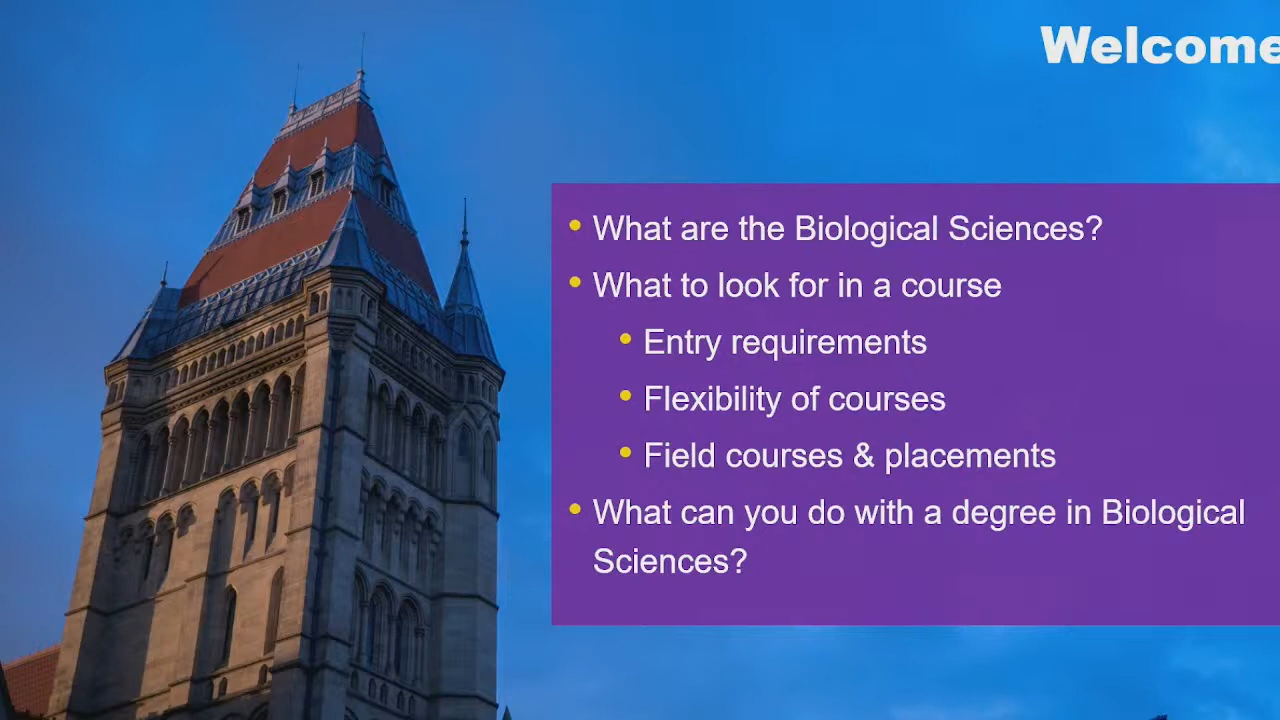 Welcome
• What are the Biological Sciences?
• What to look for in a course
• Entry requirements
• Flexibility of courses
• Field courses & placements
• What can you do with a degree in Biological
Sciences?